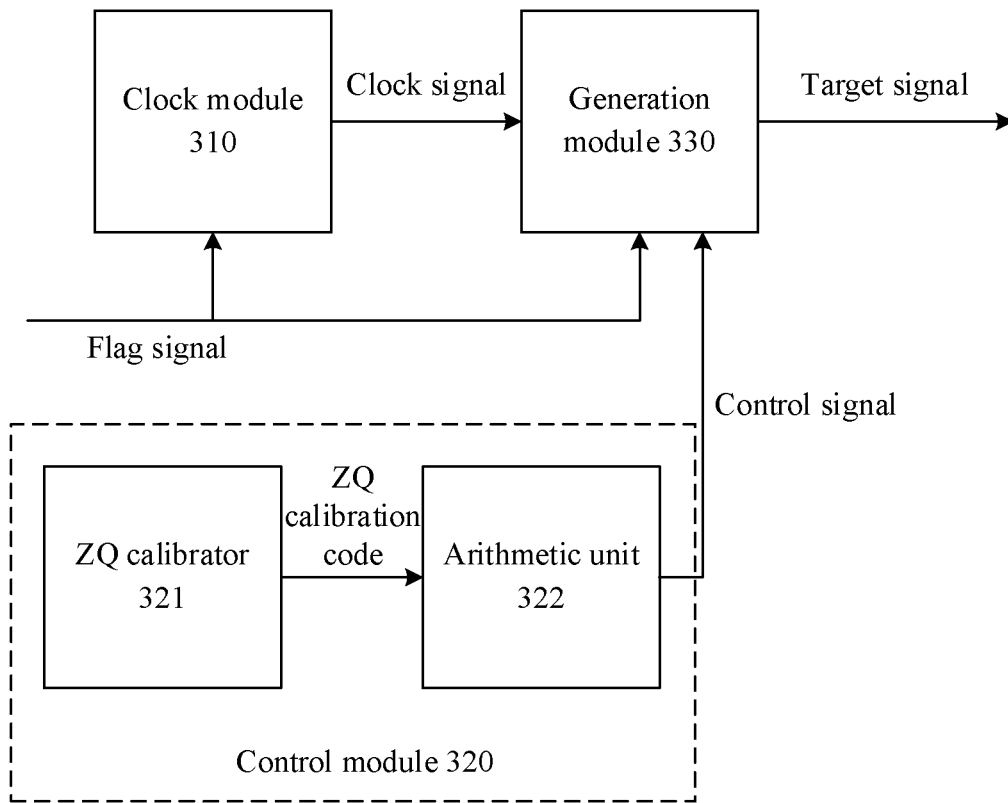 Clock module
310
Clock signal
Generation
module 330
Target signal
Flag signal
Control signal
ZQ calibrator
321
ZQ
calibration
code
Arithmetic unit
322
Control module 320